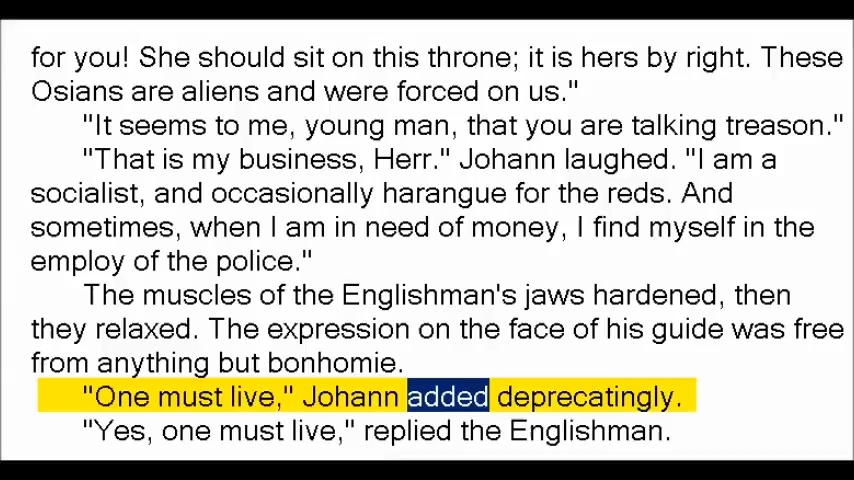 for you! She should sit on this throne; it is hers by right. These
Osians are aliens and were forced on us."
"It seems to me, young man, that you are talking treason."
"That is my business, Herr." Johann laughed. "I am a
socialist, and occasionally harangue for the reds. And
sometimes, when I am in need of money, I find myself in the
employ of the police."
The muscles of the Englishman's jaws hardened, then
they relaxed. The expression on the face of his guide was free
from anything but bonhomie.
"One must live," Johann added deprecatingly.
"Yes, one must live," replied the Englishman.